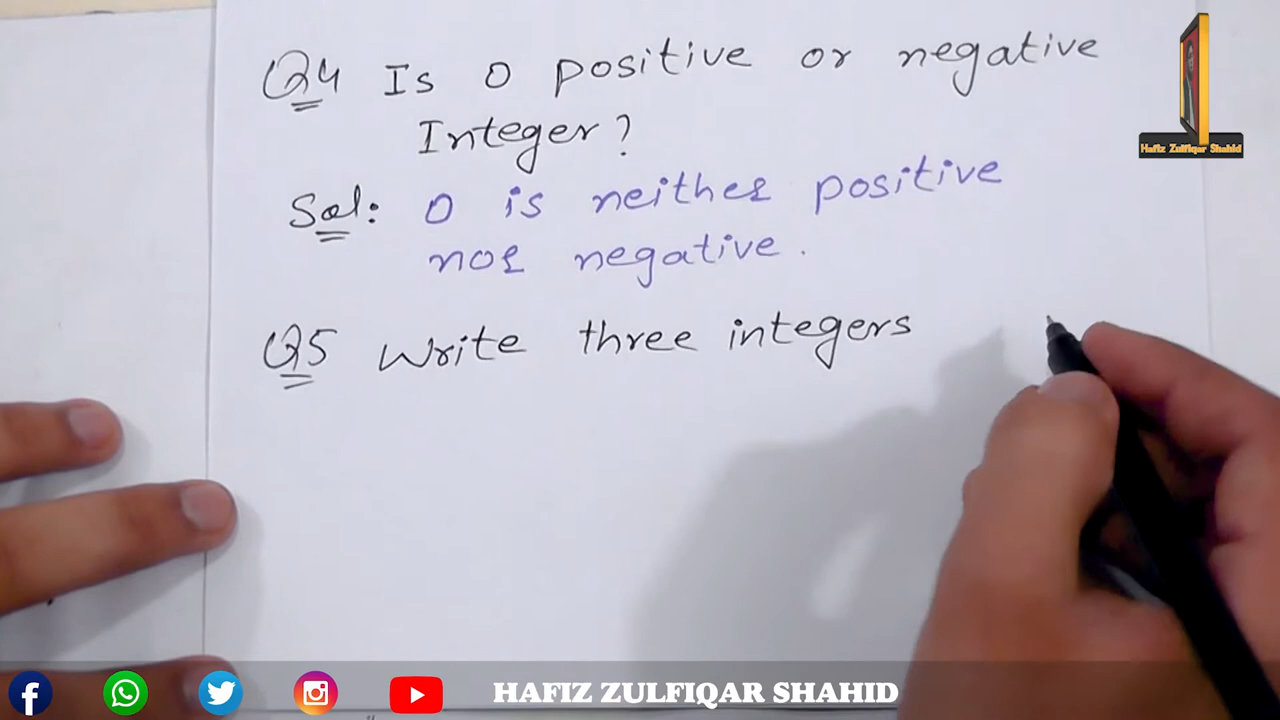 Q4 Is 0 positive or negative
Integer?
Sol: 0 is neither positive
nor negative.
Q5 Write three integers
Hafiz Zulfiqar Shahid
HAFIZ ZULFIQAR SHAHID